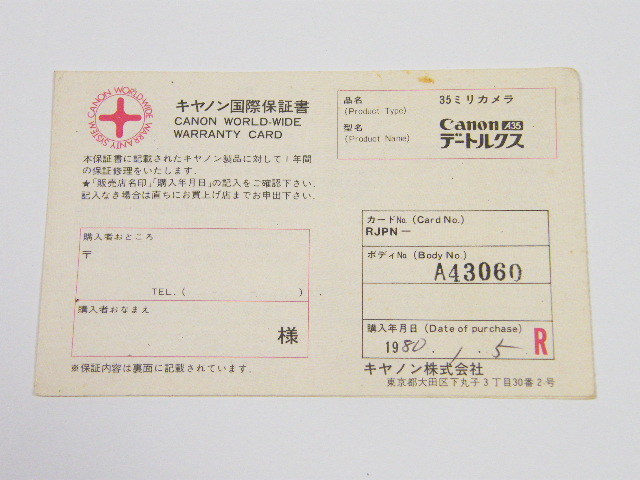 CANON WORLD-WIDE WARRANTY SYSTEM
キヤノン国際保証書
CANON WORLD-WIDE
WARRANTY CARD
本保証書に記載されたキヤノン製品に対して1年間
の保証修理をいたします。
★「販売店名印」「購入年月日」の記入をご確認下さい。
記入なき場合は直ちにお買上げ店までお申出下さい。
品名
(Product Type)
35ミリカメラ
型名
(Product Name)
Canon A35
デートルクス
購入者おところ
〒
TEL. ( - - )
購入者おなまえ
様
※保証内容は裏面に記載されています。
カードNo. (Card No.)
RJPN－
ボディNo (Body No.)
A43060
購入年月日 (Date of purchase)
1980. 1. 5
R
キヤノン株式会社
東京都大田区下丸子3丁目30番2号